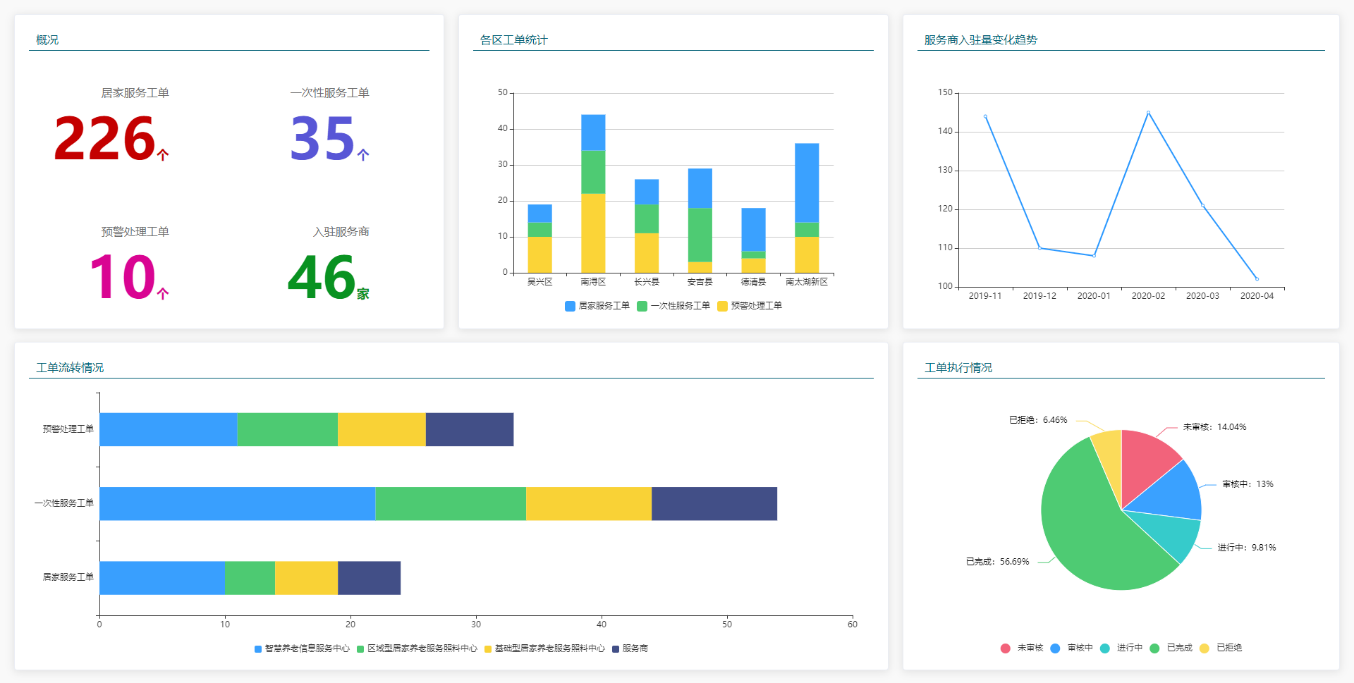 概况
居家服务工单
226个
一次性服务工单
35个
预警处理工单
10个
入驻服务商
46家
各区工单统计
50
40
30
20
10
0
吴兴区 南浔区 长兴县 安吉县 德清县 南太湖新区
居家服务工单 一次性服务工单 预警处理工单
服务商入驻量变化趋势
150
140
130
120
110
100
2019-11 2019-12 2020-01 2020-02 2020-03 2020-04
工单流转情况
预警处理工单
一次性服务工单
居家服务工单
0 10 20 30 40 50 60
智慧养老信息服务中心 区域型居家养老服务照料中心 基础型居家养老服务照料中心 服务商
工单执行情况
已拒绝：6.46%
未审核：14.04%
审核中：13%
进行中：9.81%
已完成：56.69%
未审核 审核中 进行中 已完成 已拒绝